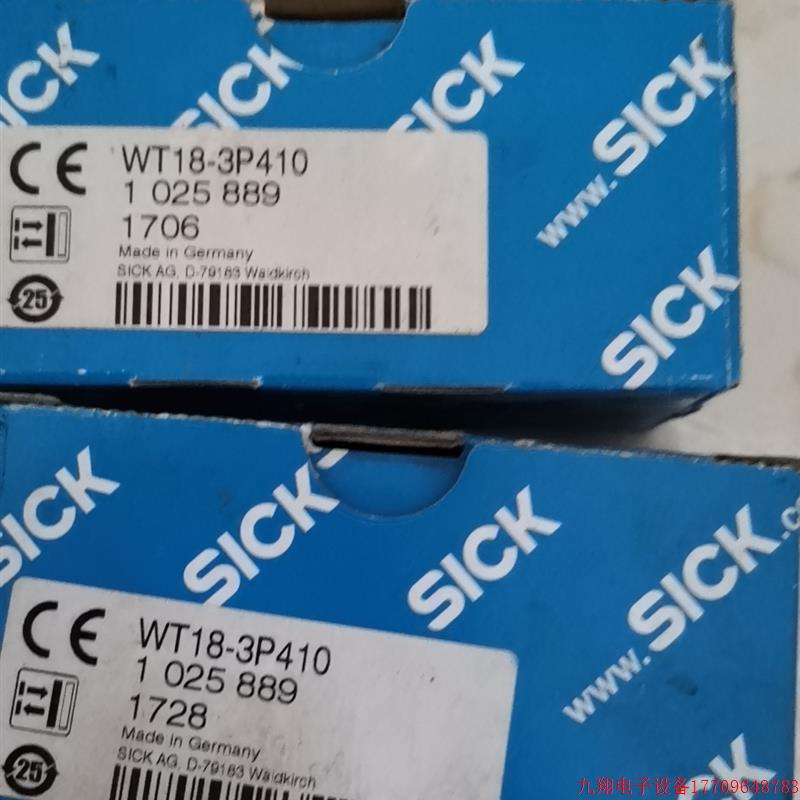 SICK
SICK
SICK
www.SICK
CE
WT18-3P410
1 025 889
1706
Made in Germany
SICK AG, D-79183 Waldkirch
25
SICK
SICK
SICK
SICK
www.SICK.c
CE
WT18-3P410
1 025 889
1728
Made in Germany
SICK AG, D-79183 Waldkirch
25
九翔电子设备17709648783